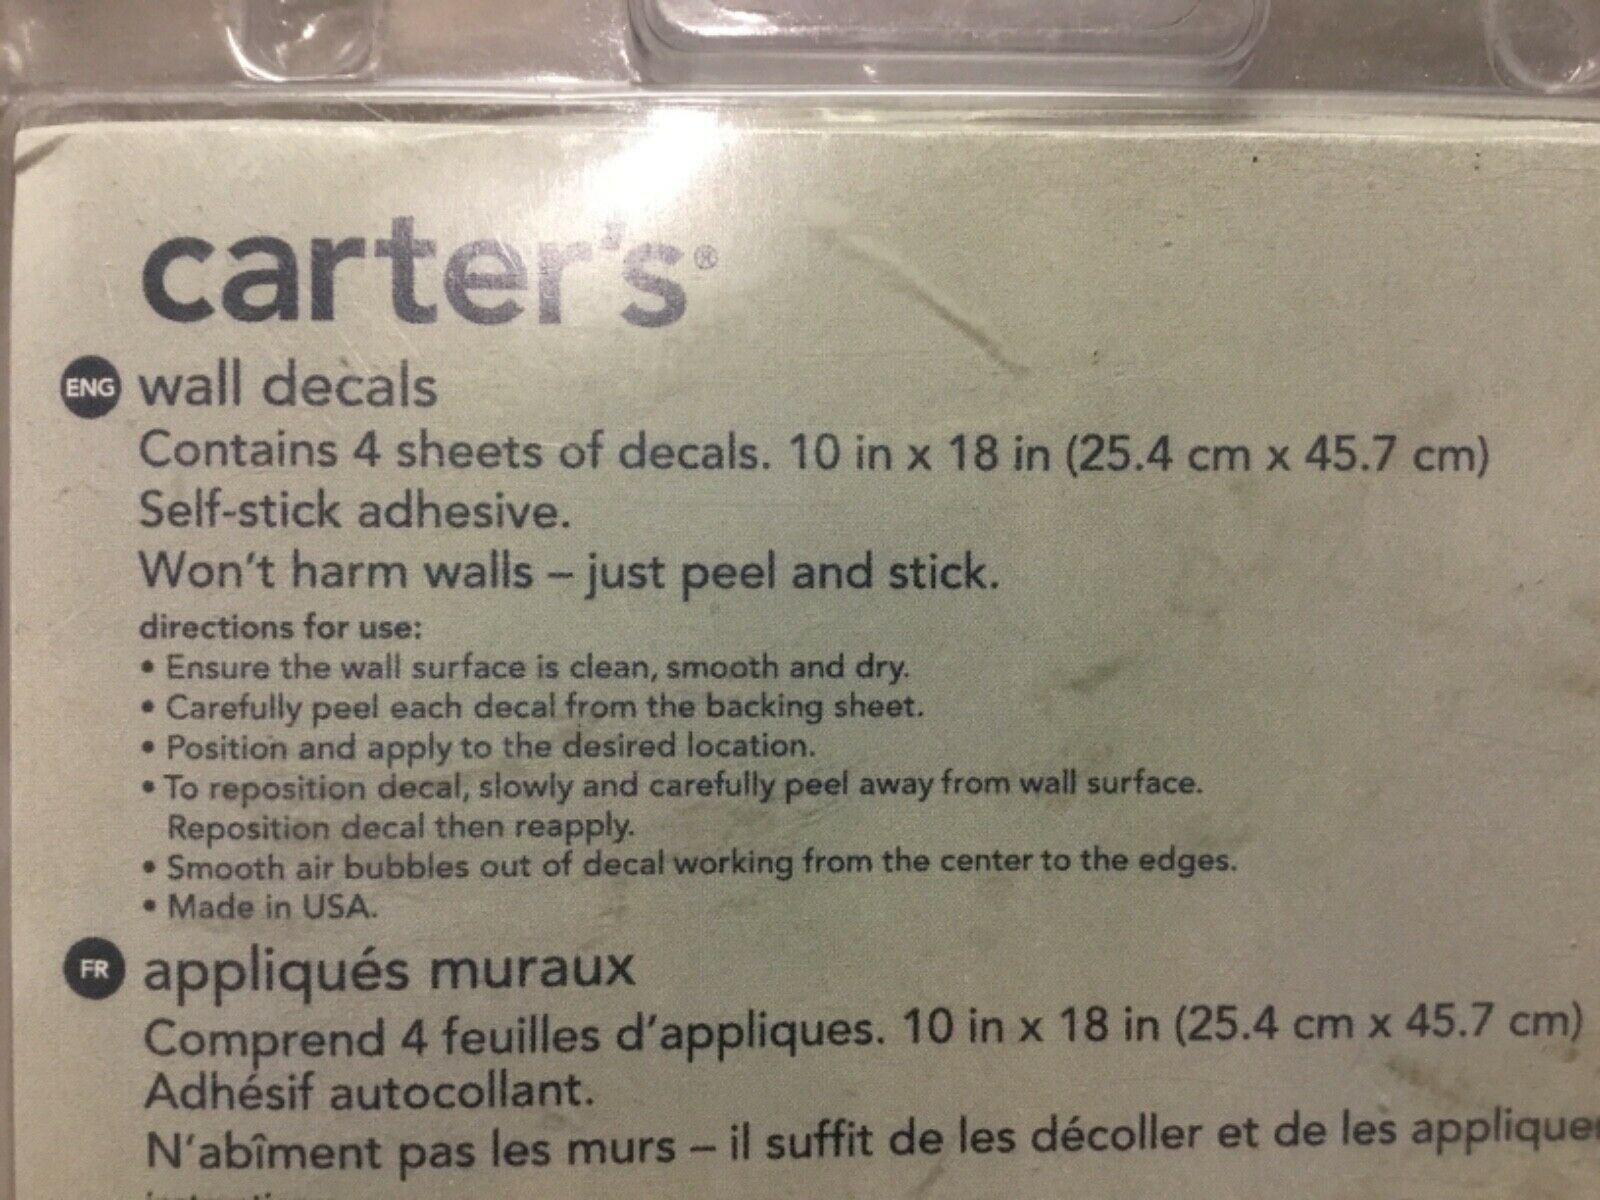 carter's®
ENG wall decals
Contains 4 sheets of decals. 10 in x 18 in (25.4 cm x 45.7 cm)
Self-stick adhesive.
Won't harm walls – just peel and stick.
directions for use:
• Ensure the wall surface is clean, smooth and dry.
• Carefully peel each decal from the backing sheet.
• Position and apply to the desired location.
• To reposition decal, slowly and carefully peel away from wall surface.
Reposition decal then reapply.
• Smooth air bubbles out of decal working from the center to the edges.
• Made in USA.
FR appliqués muraux
Comprend 4 feuilles d'appliques. 10 in x 18 in (25.4 cm x 45.7 cm)
Adhésif autocollant.
N'abîment pas les murs – il suffit de les décoller et de les